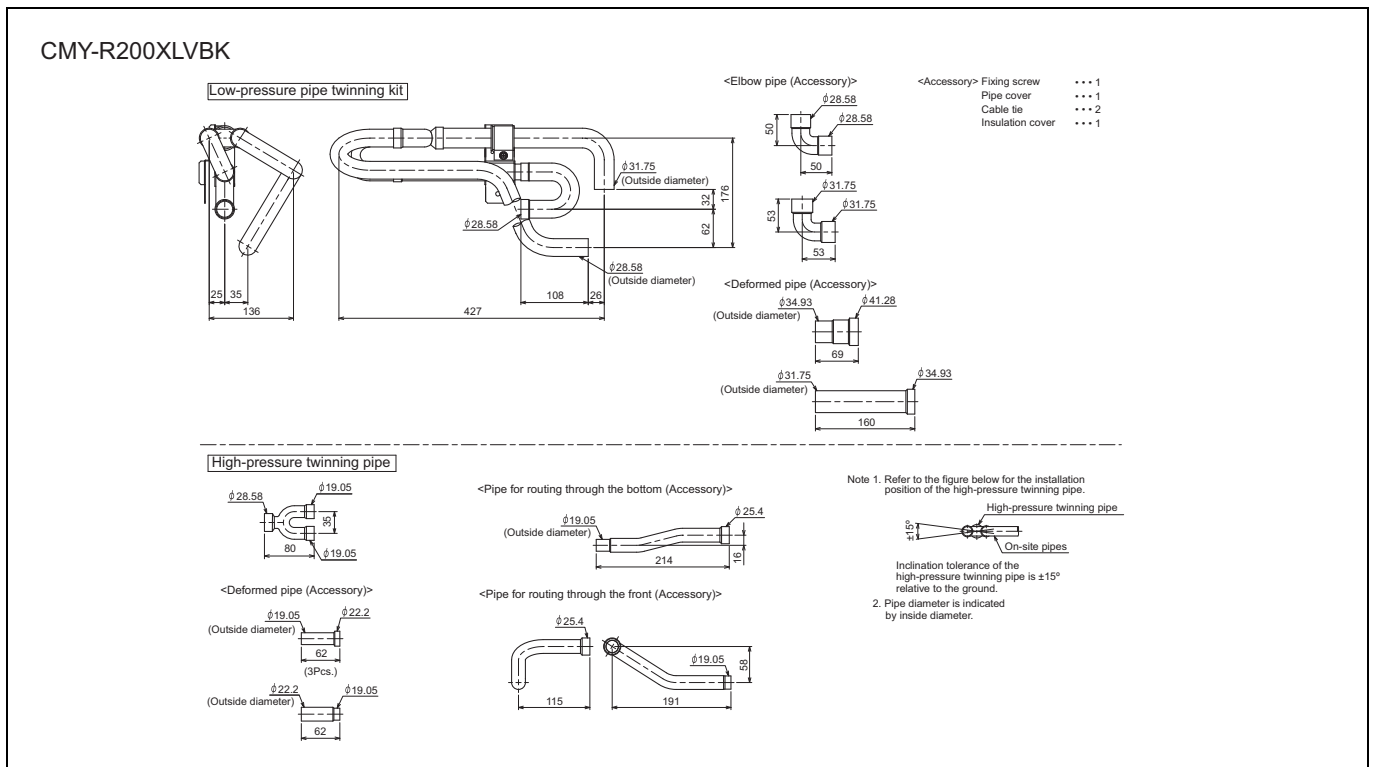 CMY-R200XLVBK
Low-pressure pipe twinning kit
25
35
136
427
108
26
176
32
62
ϕ31.75
(Outside diameter)
ϕ28.58
ϕ28.58
(Outside diameter)
<Elbow pipe (Accessory)>
ϕ28.58
ϕ28.58
50
50
ϕ31.75
ϕ31.75
53
53
<Accessory> Fixing screw ••• 1
Pipe cover ••• 1
Cable tie ••• 2
Insulation cover ••• 1
<Deformed pipe (Accessory)>
ϕ34.93
(Outside diameter)
ϕ41.28
69
ϕ31.75
(Outside diameter)
ϕ34.93
160
High-pressure twinning pipe
ϕ28.58
ϕ19.05
35
80
ϕ19.05
<Deformed pipe (Accessory)>
ϕ19.05
(Outside diameter)
ϕ22.2
62
(3Pcs.)
ϕ22.2
(Outside diameter)
ϕ19.05
62
<Pipe for routing through the bottom (Accessory)>
ϕ19.05
(Outside diameter)
ϕ25.4
214
16
<Pipe for routing through the front (Accessory)>
ϕ25.4
115
ϕ19.05
58
191
Note 1. Refer to the figure below for the installation
position of the high-pressure twinning pipe.
High-pressure twinning pipe
±15°
On-site pipes
Inclination tolerance of the
high-pressure twinning pipe is ±15°
relative to the ground.
2. Pipe diameter is indicated
by inside diameter.